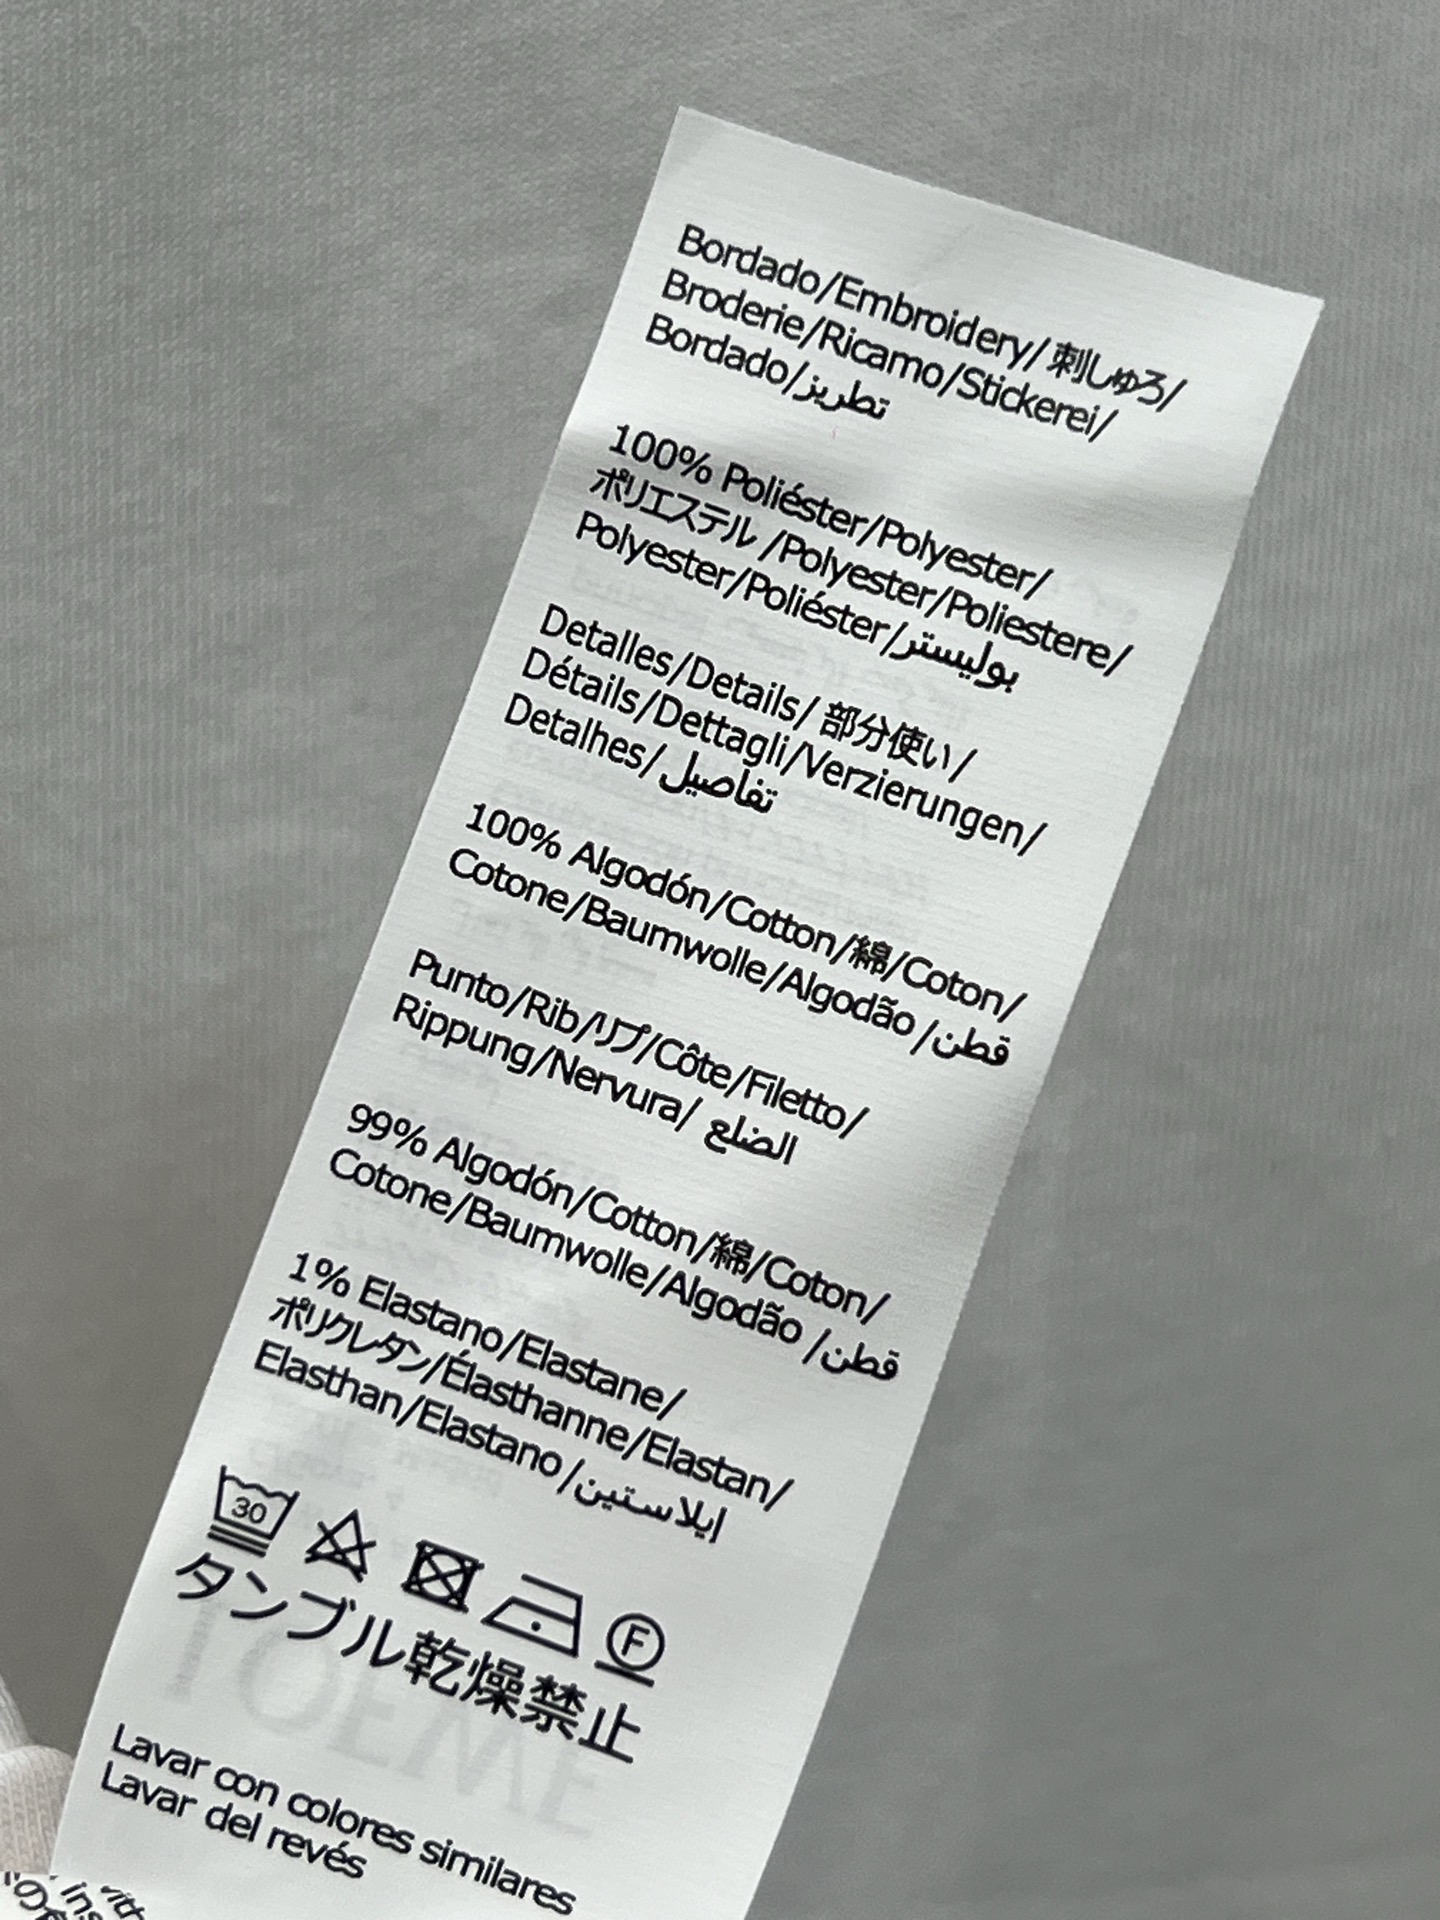 Bordado/Embroidery/ 刺しゅろ/
Broderie/Ricamo/Stickerei/
Bordado/تطريز
100% Poliéster/Polyester/
ポリエステル /Polyester/Poliestere/
Polyester/Poliéster/بوليستر
Detalles/Details/ 部分使い/
Détails/Dettagli/Verzierungen/
Detalhes/تفاصيل
100% Algodón/Cotton/綿/Coton/
Cotone/Baumwolle/Algodão /قطن
Punto/Rib/リブ/Côte/Filetto/
Rippung/Nervura/ الضلع
99% Algodón/Cotton/綿/Coton/
Cotone/Baumwolle/Algodão /قطن
1% Elastano/Elastane/
ポリクレタン/Élasthanne/Elastan/
Elasthan/Elastano /إيلاستين
30
F
タンブル乾燥禁止
Lavar con colores similares
Lavar del revés